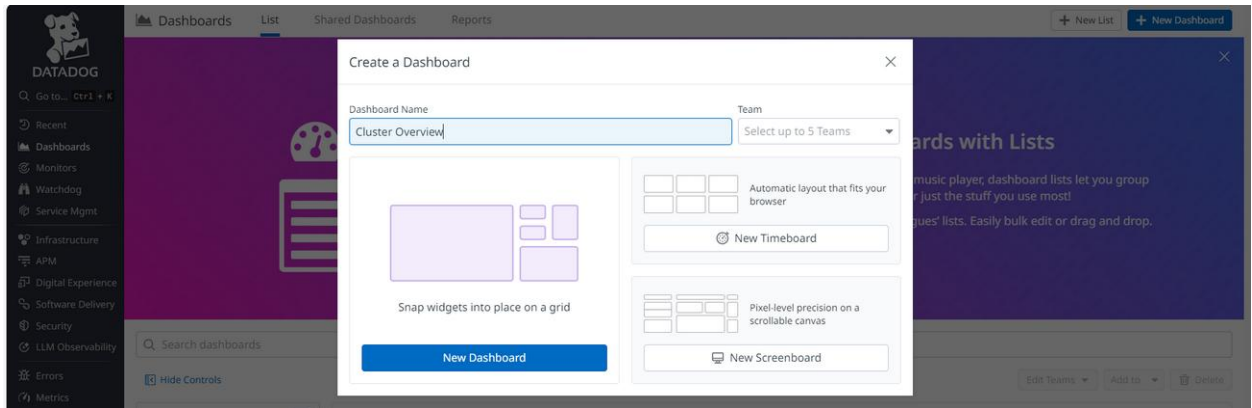 DATADOG
Go to... Ctrl + K
Recent
Dashboards
Monitors
Watchdog
Service Mgmt
Infrastructure
APM
Digital Experience
Software Delivery
Security
LLM Observability
Errors
Metrics
Dashboards List Shared Dashboards Reports
+ New List + New Dashboard
Create a Dashboard
Dashboard Name
Cluster Overview
Team
Select up to 5 Teams
Snap widgets into place on a grid
New Dashboard
Automatic layout that fits your
browser
New Timeboard
Pixel-level precision on a
scrollable canvas
New Screenboard
ards with Lists
music player, dashboard lists let you group
r just the stuff you use most!
gues' lists. Easily bulk edit or drag and drop.
Search dashboards
Hide Controls
Edit Teams Add to Delete